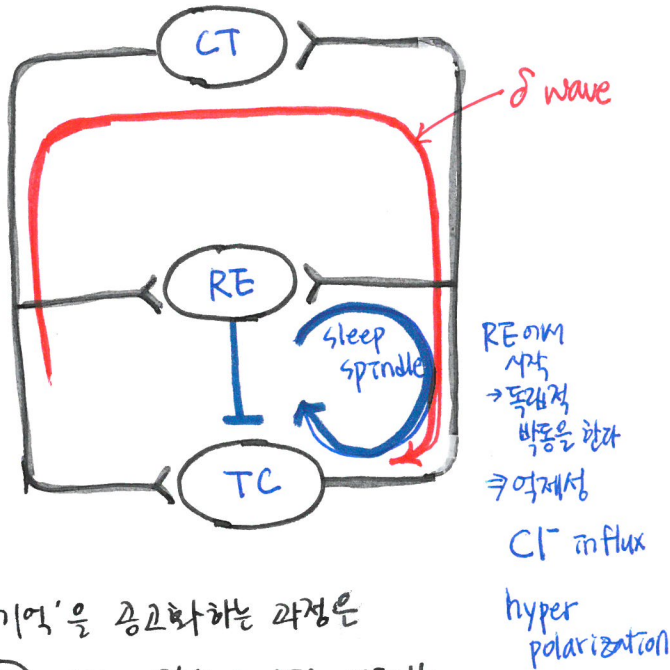 CT
δ wave
RE
sleep
spindle
RE에서
시작
→ 독립적
박동을 한다
⇒ 억제성
TC
Cl⁻ influx
hyper
polarization
기억'을 공고화하는 과정은